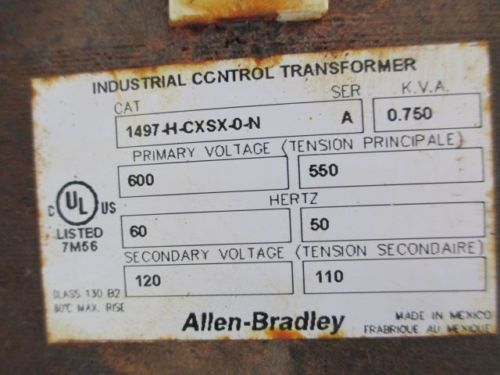 INDUSTRIAL CONTROL TRANSFORMER
CAT SER K.V.A.
1497-H-CXSX-0-N A 0.750
PRIMARY VOLTAGE (TENSION PRINCIPALE)
600 550
HERTZ
60 50
C UL US
LISTED
7M56
SECONDARY VOLTAGE (TENSION SECONDAIRE)
120 110
CLASS 130 B2
80°C MAX. RISE
Allen-Bradley
MADE IN MEXICO
FRABRIQUE AU MEXIQUE